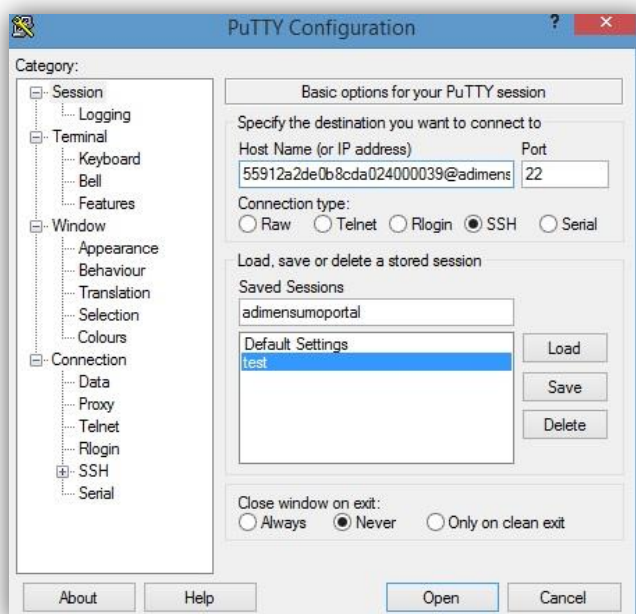 PuTTY Configuration
?
Category:
Session
Logging
Terminal
Keyboard
Bell
Features
Window
Appearance
Behaviour
Translation
Selection
Colours
Connection
Data
Proxy
Telnet
Rlogin
SSH
Serial
Basic options for your PuTTY session
Specify the destination you want to connect to
Host Name (or IP address) Port
55912a2de0b8cda024000039@adimens 22
Connection type:
Raw Telnet Rlogin SSH Serial
Load, save or delete a stored session
Saved Sessions
adimensumoportal
Default Settings
test
Load
Save
Delete
Close window on exit:
Always Never Only on clean exit
About Help Open Cancel